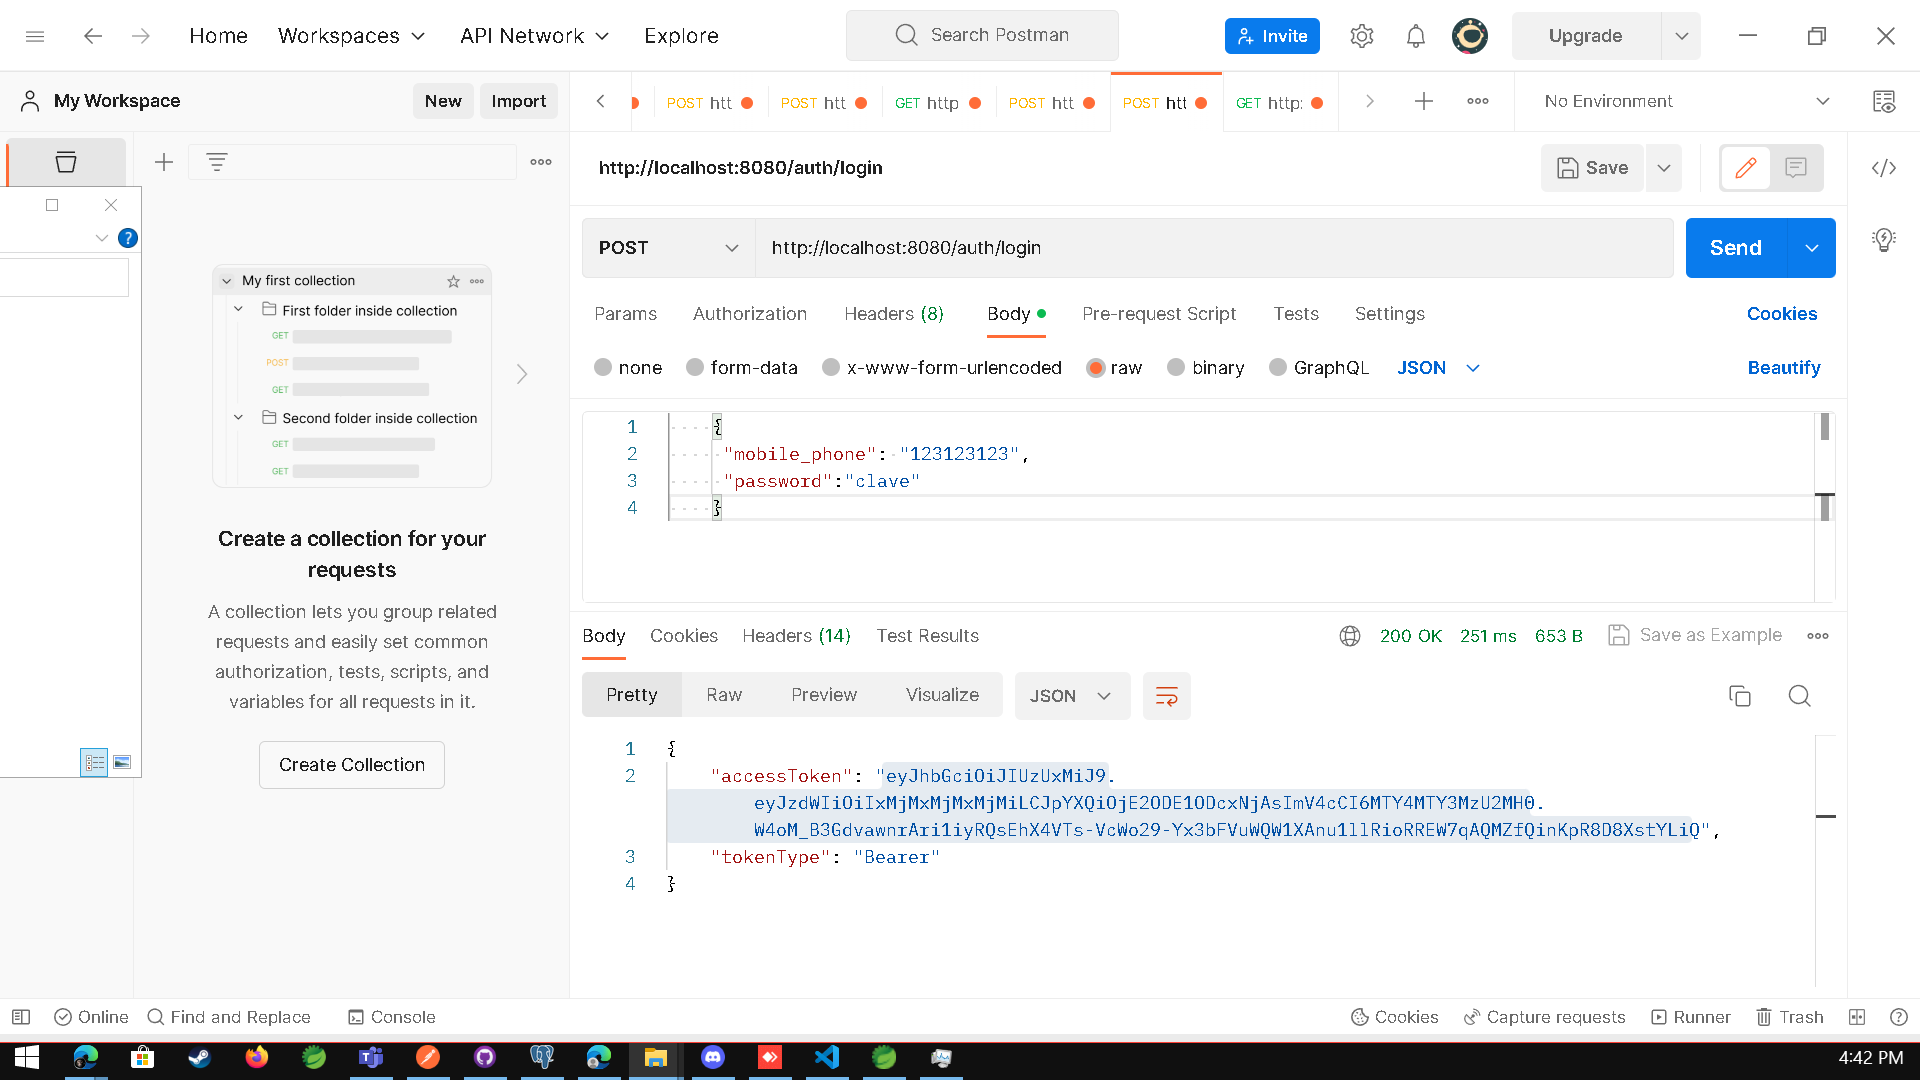 Home
Workspaces
API Network
Explore
Search Postman
Invite
Upgrade
My Workspace
New
Import
POST htt
POST htt
GET http
POST htt
POST htt
GET http:
No Environment
http://localhost:8080/auth/login
Save
POST
http://localhost:8080/auth/login
Send
Params
Authorization
Headers (8)
Body
Pre-request Script
Tests
Settings
Cookies
none
form-data
x-www-form-urlencoded
raw
binary
GraphQL
JSON
Beautify
1 {
2 "mobile_phone": "123123123",
3 "password":"clave"
4 }
My first collection
First folder inside collection
GET
POST
GET
Second folder inside collection
GET
GET
Create a collection for your
requests
A collection lets you group related
requests and easily set common
authorization, tests, scripts, and
variables for all requests in it.
Create Collection
Body
Cookies
Headers (14)
Test Results
200 OK
251 ms
653 B
Save as Example
Pretty
Raw
Preview
Visualize
JSON
1 {
2 "accessToken": "eyJhbGciOiJIUzUxMiJ9.
eyJzdWIiOiIxMjMxMjMxMjMiLCJpYXQiOjE2ODE1ODcxNjAsImV4cCI6MTY4MTY3MzU2MH0.
W4oM_B3GdvawnrAri1iyRQsEhX4VTs-VcWo29-Yx3bFVuWQW1XAnu1llRioRREW7qAQMZfQinKpR8D8XstYLiQ",
3 "tokenType": "Bearer"
4 }
Online
Find and Replace
Console
Cookies
Capture requests
Runner
Trash
4:42 PM